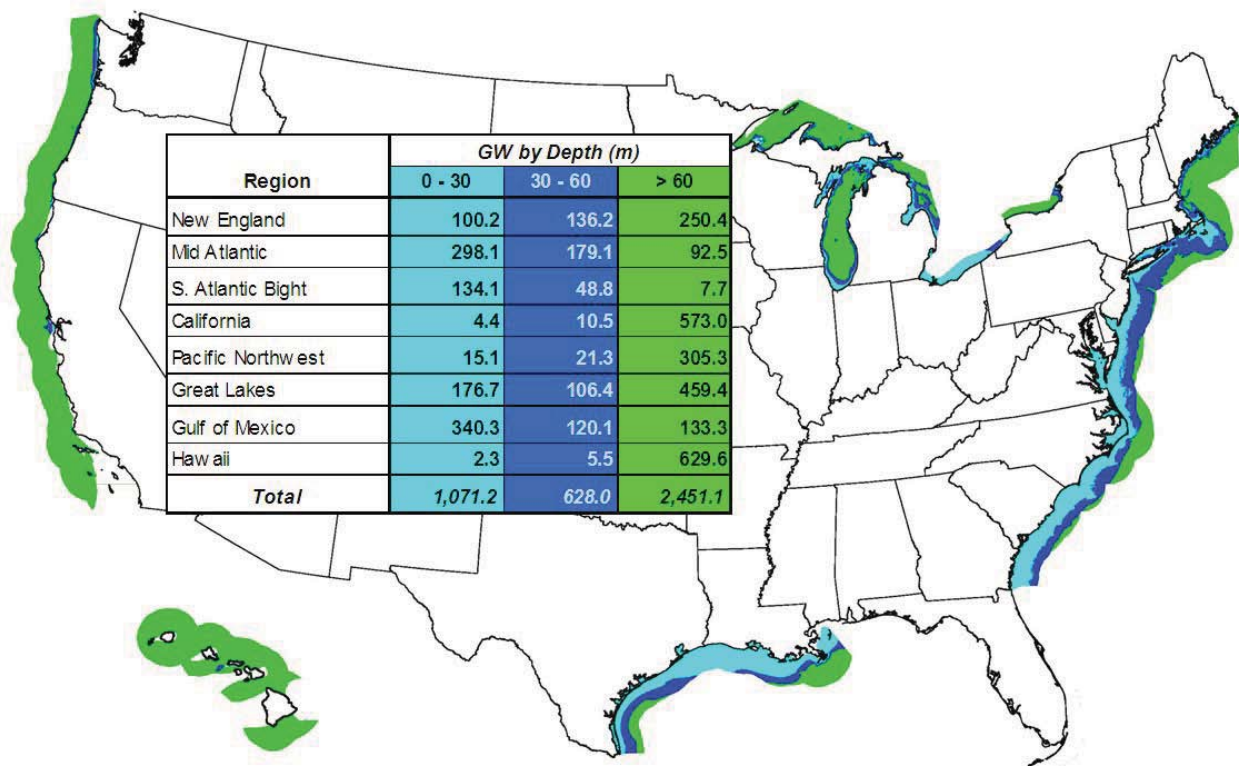 GW by Depth (m)
Region 0 - 30 30 - 60 > 60
New England 100.2 136.2 250.4
Mid Atlantic 298.1 179.1 92.5
S. Atlantic Bight 134.1 48.8 7.7
California 4.4 10.5 573.0
Pacific Northwest 15.1 21.3 305.3
Great Lakes 176.7 106.4 459.4
Gulf of Mexico 340.3 120.1 133.3
Hawaii 2.3 5.5 629.6
Total 1,071.2 628.0 2,451.1